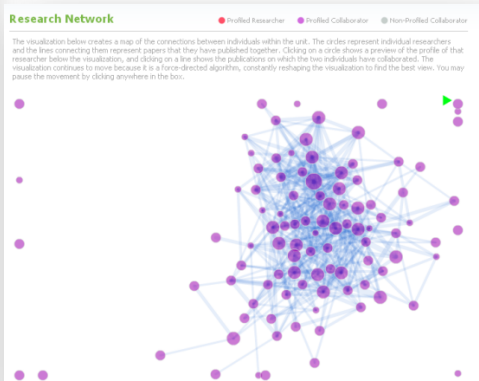 Research Network
Profiled Researcher Profiled Collaborator Non-Profiled Collaborator
The visualization below creates a map of the connections between individuals within the unit. The circles represent individual researchers
and the lines connecting them represent papers that they have published together. Clicking on a circle shows a preview of the profile of that
researcher below the visualization, and clicking on a line shows the publications on which the two individuals have collaborated. The
visualization continues to move because it is a force-directed algorithm, constantly reshaping the visualization to find the best view. You may
pause the movement by clicking anywhere in the box.